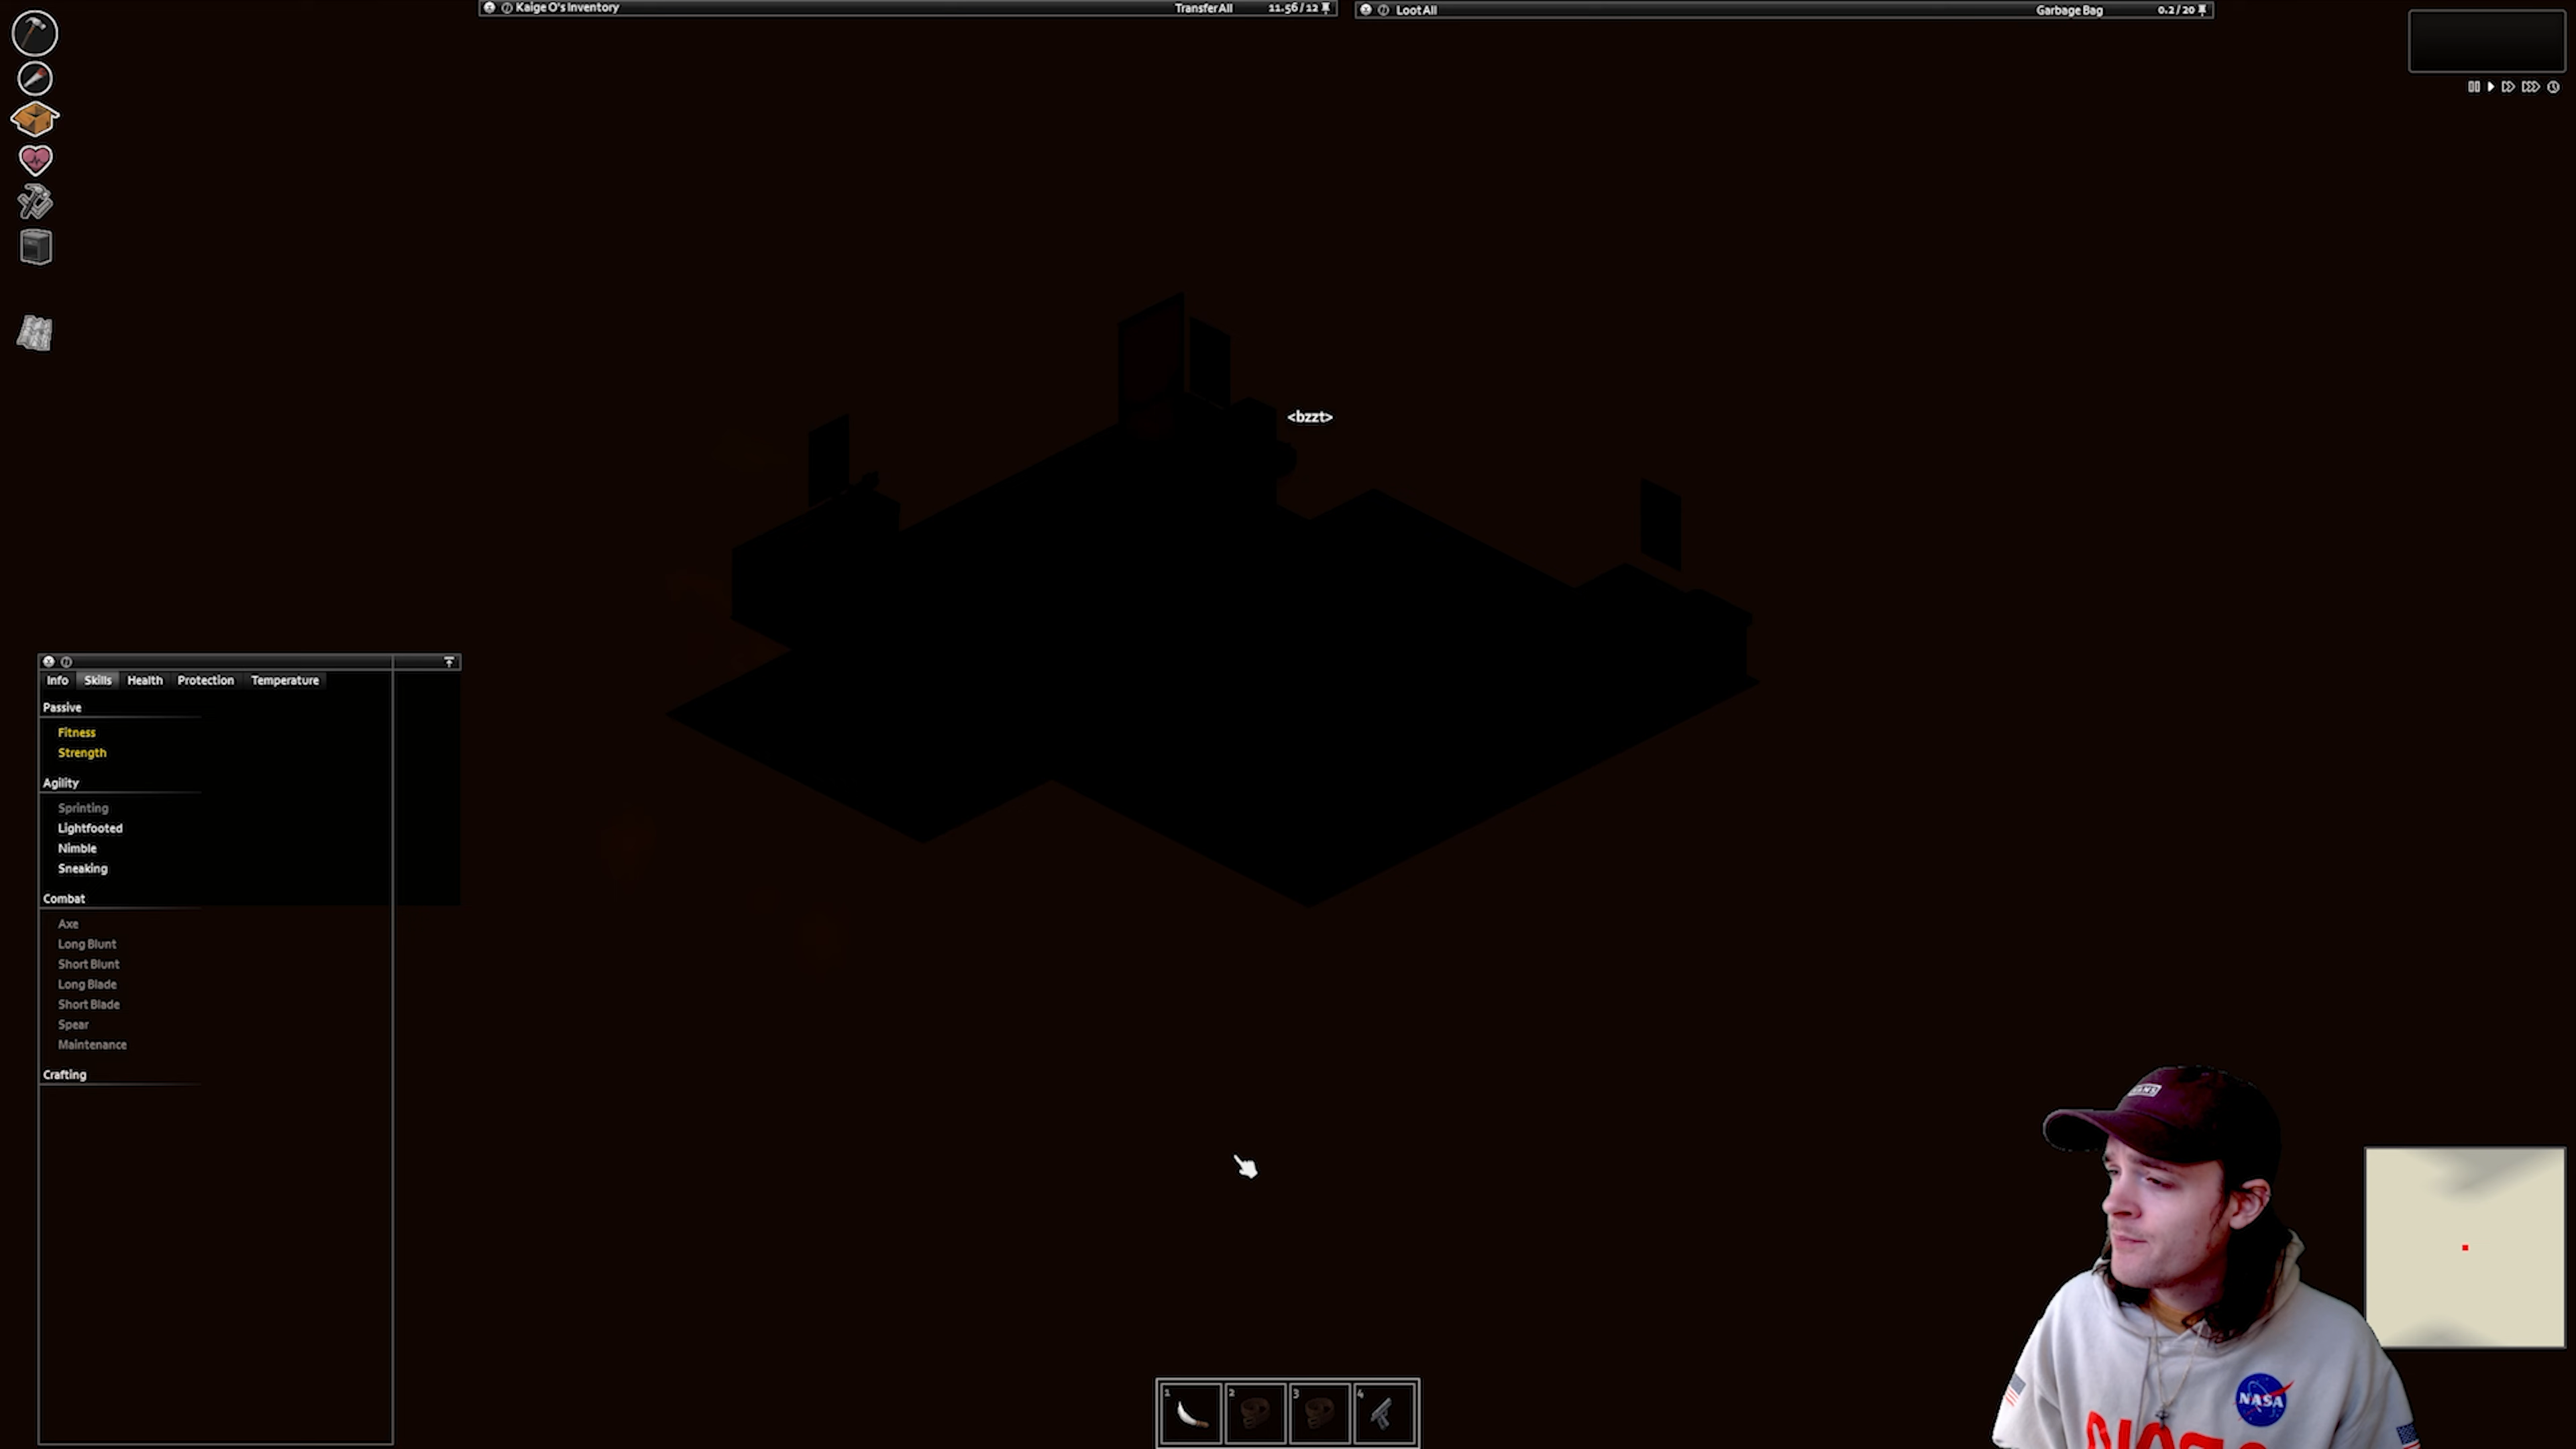 Kaige O's Inventory Transfer All 11.56 / 12
Loot All Garbage Bag 0.2 / 20
<bzzt>
Info Skills Health Protection Temperature
Passive
Fitness
Strength
Agility
Sprinting
Lightfooted
Nimble
Sneaking
Combat
Axe
Long Blunt
Short Blunt
Long Blade
Short Blade
Spear
Maintenance
Crafting
1 2 3 4
NASA